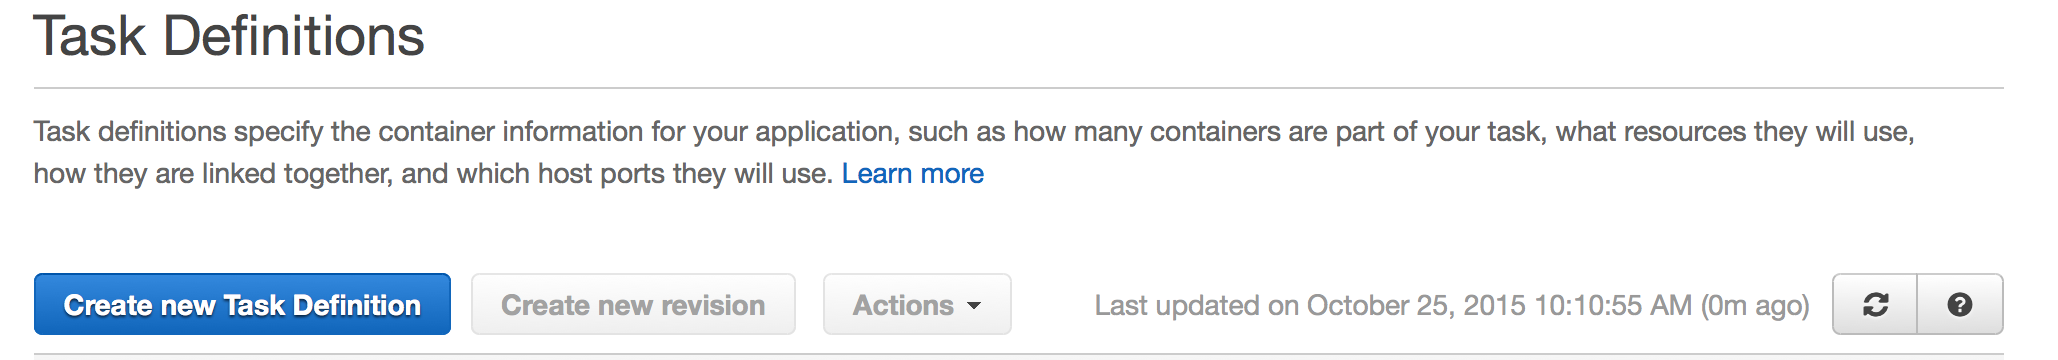 Task Definitions
Task definitions specify the container information for your application, such as how many containers are part of your task, what resources they will use,
how they are linked together, and which host ports they will use. Learn more
Create new Task Definition Create new revision Actions Last updated on October 25, 2015 10:10:55 AM (0m ago)